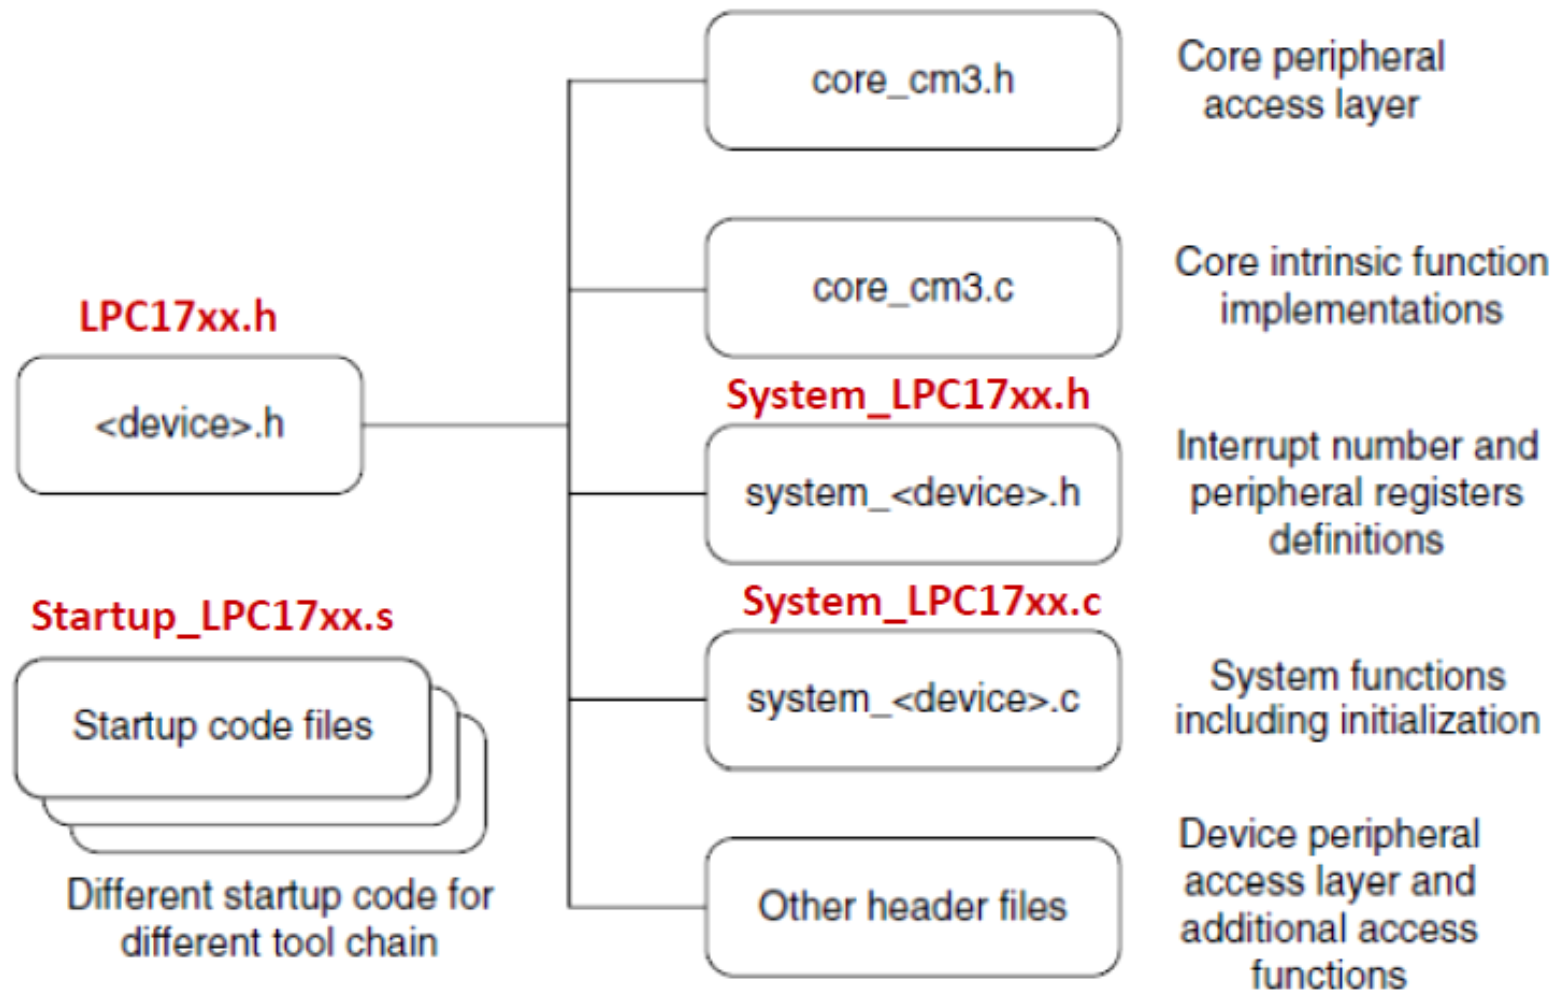 core_cm3.h
Core peripheral
access layer
core_cm3.c
Core intrinsic function
implementations
LPC17xx.h
<device>.h
System_LPC17xx.h
system_<device>.h
Interrupt number and
peripheral registers
definitions
Startup_LPC17xx.s
Startup code files
Different startup code for
different tool chain
System_LPC17xx.c
system_<device>.c
System functions
including initialization
Other header files
Device peripheral
access layer and
additional access
functions